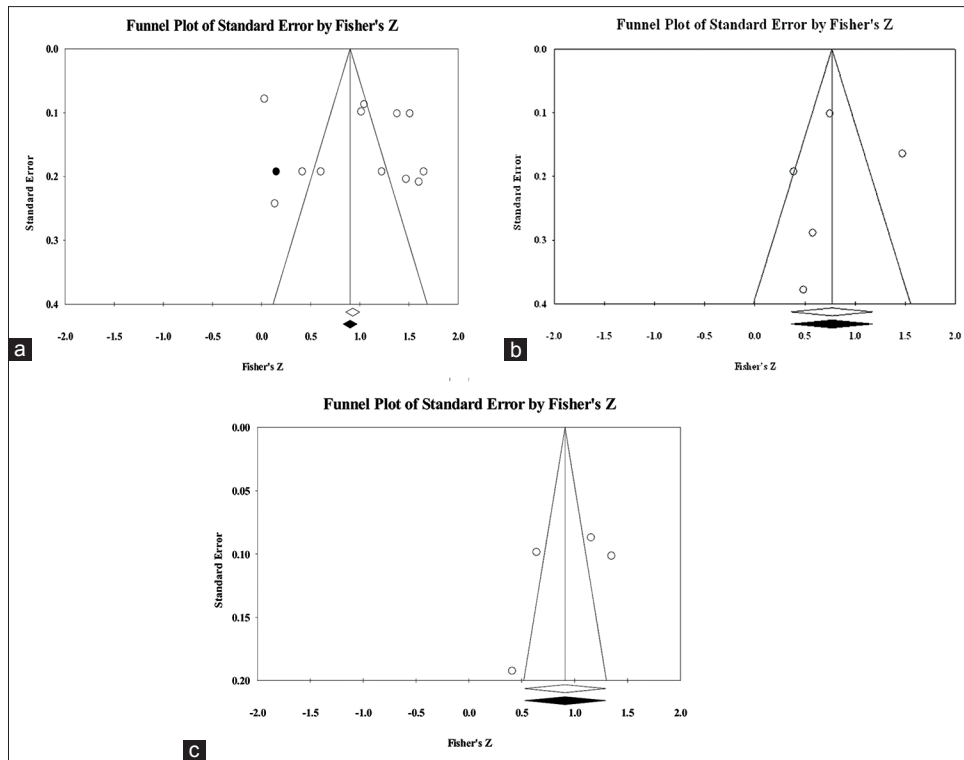 Funnel Plot of Standard Error by Fisher's Z
0.0
0.1
0.2
0.3
0.4
Standard Error
-2.0 -1.5 -1.0 -0.5 0.0 0.5 1.0 1.5 2.0
Fisher's Z
a
Funnel Plot of Standard Error by Fisher's Z
0.0
0.1
0.2
0.3
0.4
Standard Error
-2.0 -1.5 -1.0 -0.5 0.0 0.5 1.0 1.5 2.0
Fisher's Z
b
Funnel Plot of Standard Error by Fisher's Z
0.00
0.05
0.10
0.15
0.20
Standard Error
-2.0 -1.5 -1.0 -0.5 0.0 0.5 1.0 1.5 2.0
Fisher's Z
c